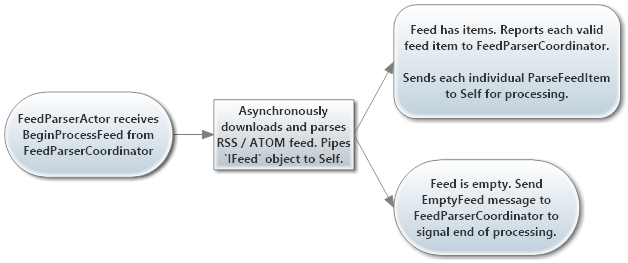 FeedParserActor receives
BeginProcessFeed from
FeedParserCoordinator
Asynchronously
downloads and parses
RSS / ATOM feed. Pipes
`IFeed` object to Self.
Feed has items. Reports each valid
feed item to FeedParserCoordinator.
Sends each individual ParseFeedItem
to Self for processing.
Feed is empty. Send
EmptyFeed message to
FeedParserCoordinator to
signal end of processing.